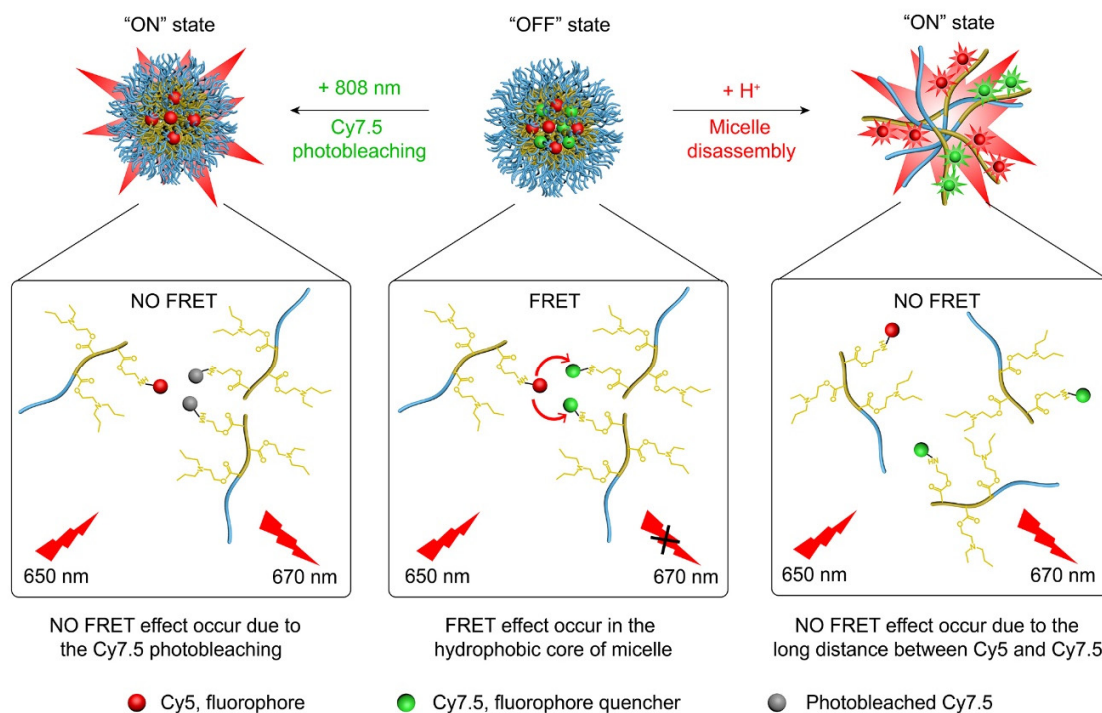 “ON” state
“OFF” state
“ON” state
+ 808 nm
Cy7.5
photobleaching
+ H⁺
Micelle
disassembly
NO FRET
650 nm
670 nm
FRET
670 nm
NO FRET
650 nm
670 nm
NO FRET effect occur due to
the Cy7.5 photobleaching
FRET effect occur in the
hydrophobic core of micelle
NO FRET effect occur due to the
long distance between Cy5 and Cy7.5
Cy5, fluorophore
Cy7.5, fluorophore quencher
Photobleached Cy7.5
650 nm